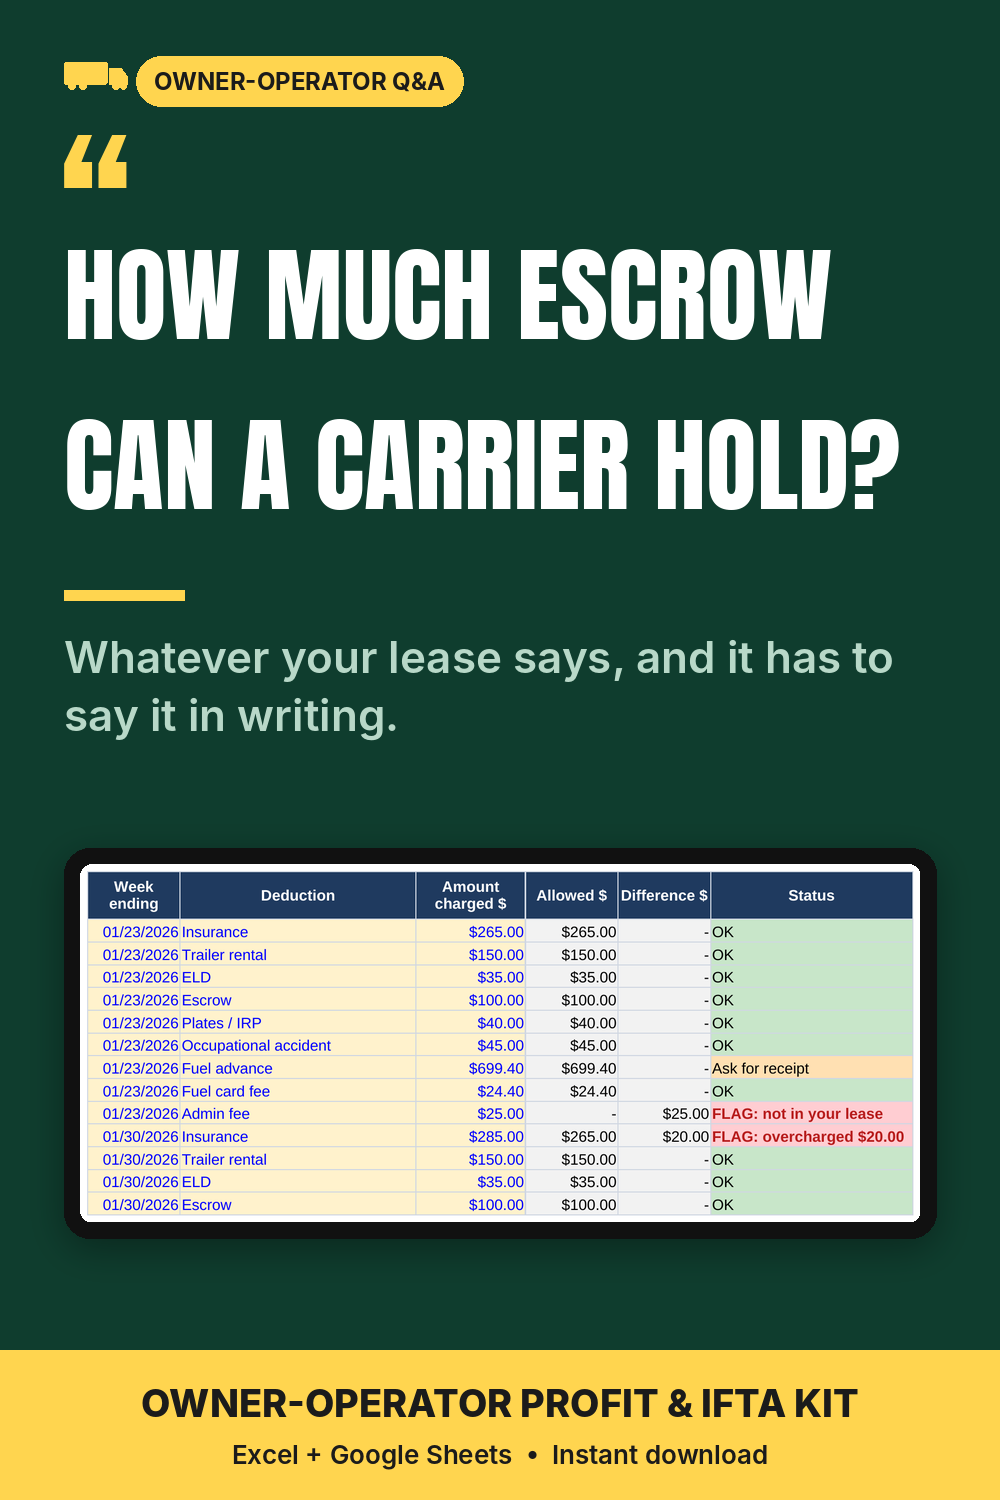 OWNER-OPERATOR Q&A
“
HOW MUCH ESCROW
CAN A CARRIER HOLD?
Whatever your lease says, and it has to
say it in writing.
Week ending Deduction Amount charged $ Allowed $ Difference $ Status
01/23/2026 Insurance $265.00 $265.00 - OK
01/23/2026 Trailer rental $150.00 $150.00 - OK
01/23/2026 ELD $35.00 $35.00 - OK
01/23/2026 Escrow $100.00 $100.00 - OK
01/23/2026 Plates / IRP $40.00 $40.00 - OK
01/23/2026 Occupational accident $45.00 $45.00 - OK
01/23/2026 Fuel advance $699.40 $699.40 - Ask for receipt
01/23/2026 Fuel card fee $24.40 $24.40 - OK
01/23/2026 Admin fee $25.00 - $25.00 FLAG: not in your lease
01/30/2026 Insurance $285.00 $265.00 $20.00 FLAG: overcharged $20.00
01/30/2026 Trailer rental $150.00 $150.00 - OK
01/30/2026 ELD $35.00 $35.00 - OK
01/30/2026 Escrow $100.00 $100.00 - OK
OWNER-OPERATOR PROFIT & IFTA KIT
Excel + Google Sheets • Instant download